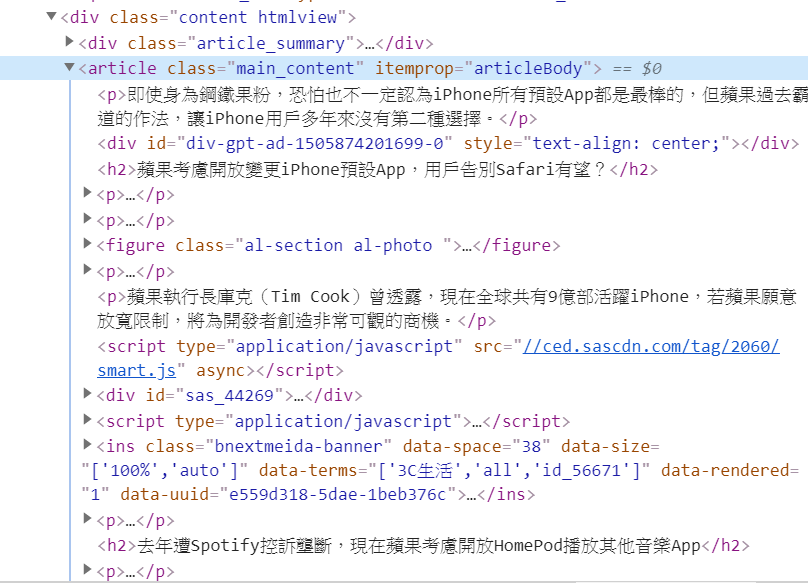 ▼<div class="content htmlview">
▶<div class="article_summary">…</div>
▼<article class="main_content" itemprop="articleBody"> == $0
<p>即使身為鋼鐵果粉，恐怕也不一定認為iPhone所有預設App都是最棒的，但蘋果過去霸
道的作法，讓iPhone用戶多年來沒有第二種選擇。</p>
<div id="div-gpt-ad-1505874201699-0" style="text-align: center;"></div>
<h2>蘋果考慮開放變更iPhone預設App，用戶告別Safari有望？</h2>
▶<p>…</p>
▶<p>…</p>
▶<figure class="al-section al-photo ">…</figure>
▶<p>…</p>
<p>蘋果執行長庫克（Tim Cook）曾透露，現在全球共有9億部活躍iPhone，若蘋果願意
放寬限制，將為開發者創造非常可觀的商機。</p>
<script type="application/javascript" src="//ced.sascdn.com/tag/2060/
smart.js" async></script>
▶<div id="sas_44269">…</div>
▶<script type="application/javascript">…</script>
▶<ins class="bnextmeida-banner" data-space="38" data-size=
"['100%','auto']" data-terms="['3C生活','all','id_56671']" data-rendered=
"1" data-uuid="e559d318-5dae-1beb376c">…</ins>
▶<p>…</p>
<h2>去年遭Spotify控訴壟斷，現在蘋果考慮開放HomePod播放其他音樂App</h2>
▶<p>…</p>